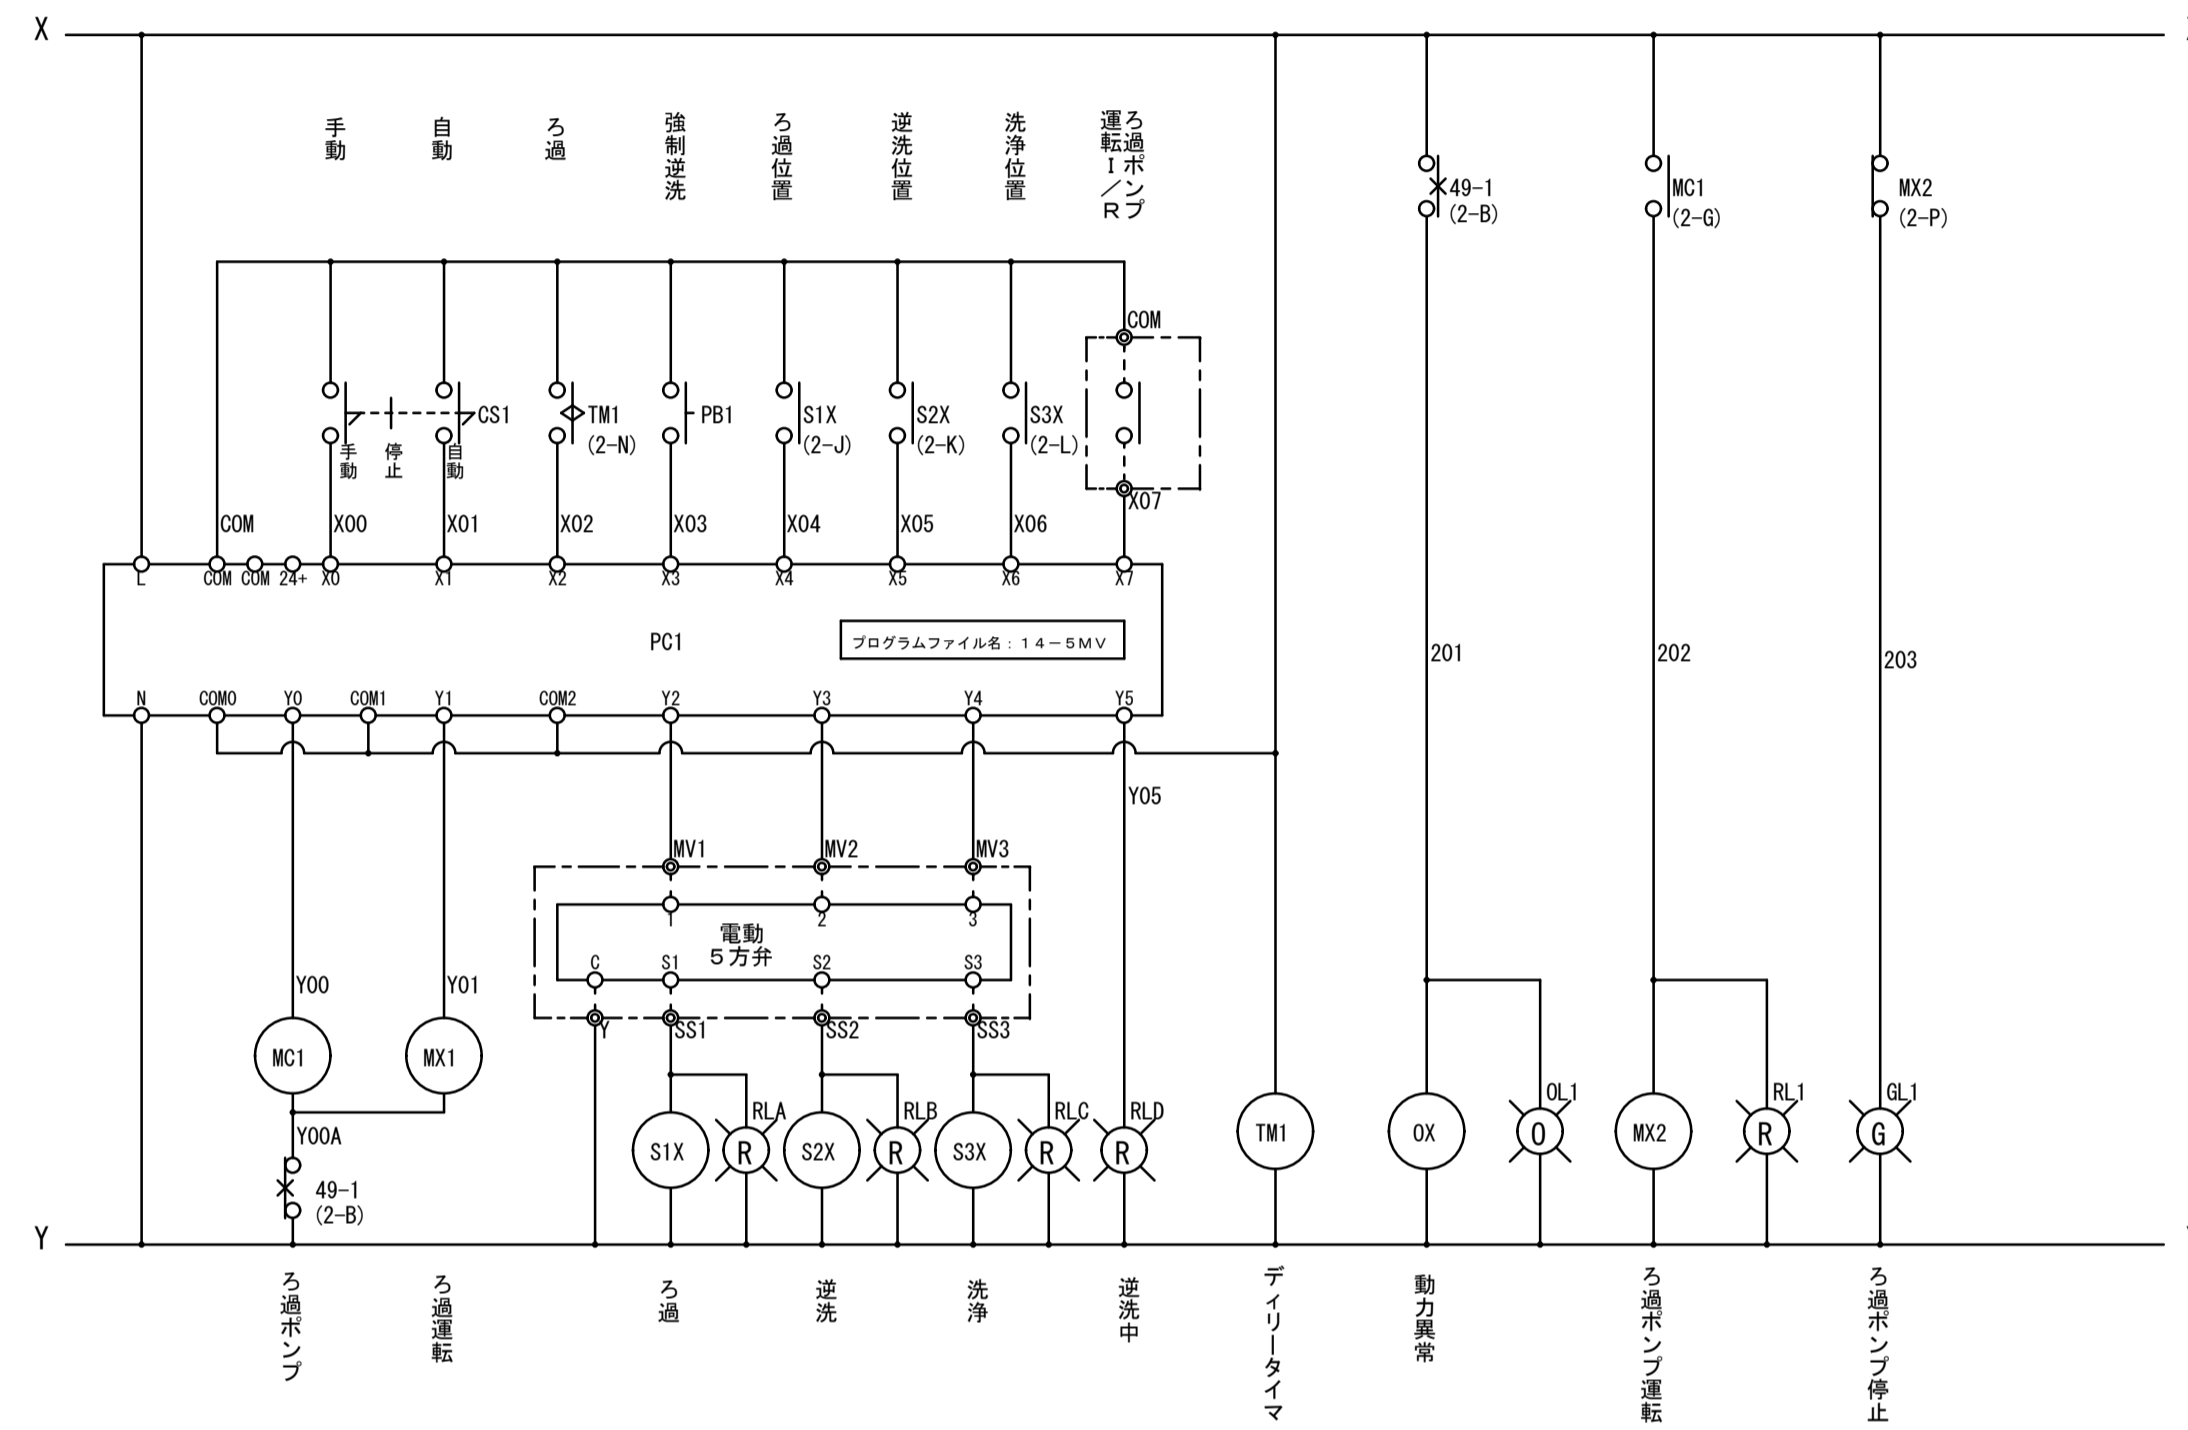 X
手動
自動
ろ過
強制逆洗
ろ過位置
逆洗位置
洗浄位置
ろ過ポンプ
運転I/R
49-1
(2-B)
MC1
(2-G)
MX2
(2-P)
COM
CS1
TM1
(2-N)
PB1
S1X
(2-J)
S2X
(2-K)
S3X
(2-L)
手動
停止
自動
X07
COM
X00
X01
X02
X03
X04
X05
X06
L
COM
COM
24+
X0
X1
X2
X3
X4
X5
X6
X7
PC1
プログラムファイル名:14-5MV
201
202
203
N
COM0
Y0
COM1
Y1
COM2
Y2
Y3
Y4
Y5
Y05
MV1
MV2
MV3
1
2
3
電動
5方弁
C
S1
S2
S3
Y00
Y01
Y
SS1
SS2
SS3
MC1
MX1
RLA
RLB
RLC
RLD
OL1
RL1
GL1
Y00A
S1X
R
S2X
R
S3X
R
R
TM1
OX
O
MX2
R
G
49-1
(2-B)
Y
ろ過ポンプ
ろ過運転
ろ過
逆洗
洗浄
逆洗中
ディリータイマ
動力異常
ろ過ポンプ運転
ろ過ポンプ停止